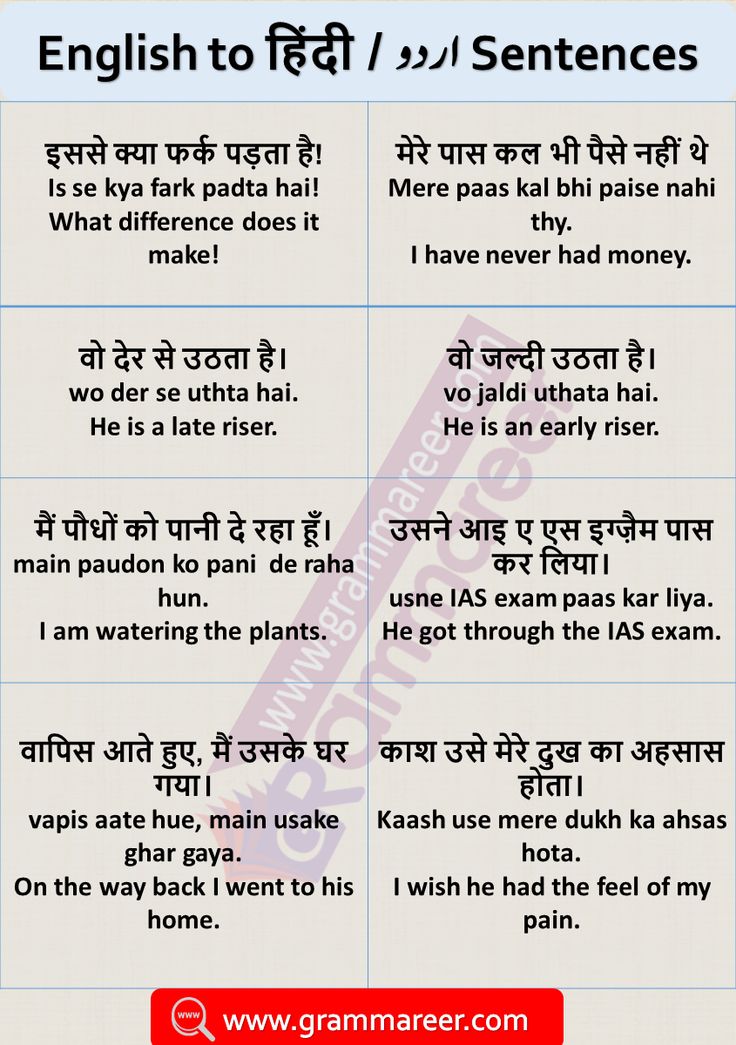 English to हिंदी / اردو Sentences
इससे क्या फर्क पड़ता है!
Is se kya fark padta hai!
What difference does it
make!
मेरे पास कल भी पैसे नहीं थे
Mere paas kal bhi paise nahi
thy.
I have never had money.
वो देर से उठता है।
wo der se uthta hai.
He is a late riser.
वो जल्दी उठता है।
vo jaldi uthata hai.
He is an early riser.
मैं पौधों को पानी दे रहा हूँ।
main paudon ko pani de raha
hun.
I am watering the plants.
उसने आइ ए एस इग्ज़ैम पास
कर लिया।
usne IAS exam paas kar liya.
He got through the IAS exam.
वापिस आते हुए, मैं उसके घर
गया।
vapis aate hue, main usake
ghar gaya.
On the way back I went to his
home.
काश उसे मेरे दुख का अहसास
होता।
Kaash use mere dukh ka ahsas
hota.
I wish he had the feel of my
pain.
www.grammareer.com
GRammareer
www
www.grammareer.com